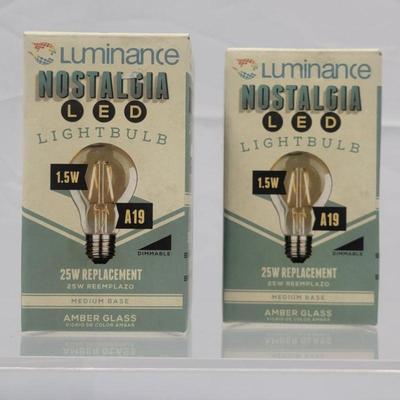 Luminance
NOSTALGIA
LED
LIGHTBULB
1.5W
A19
DIMMABLE
25W REPLACEMENT
25W REEMPLAZO
MEDIUM BASE
AMBER GLASS
VIDRIO DE COLOR ÁMBAR
Luminance
NOSTALGIA
LED
LIGHTBULB
1.5W
A19
DIMMABLE
25W REPLACEMENT
25W REEMPLAZO
MEDIUM BASE
AMBER GLASS
VIDRIO DE COLOR ÁMBAR